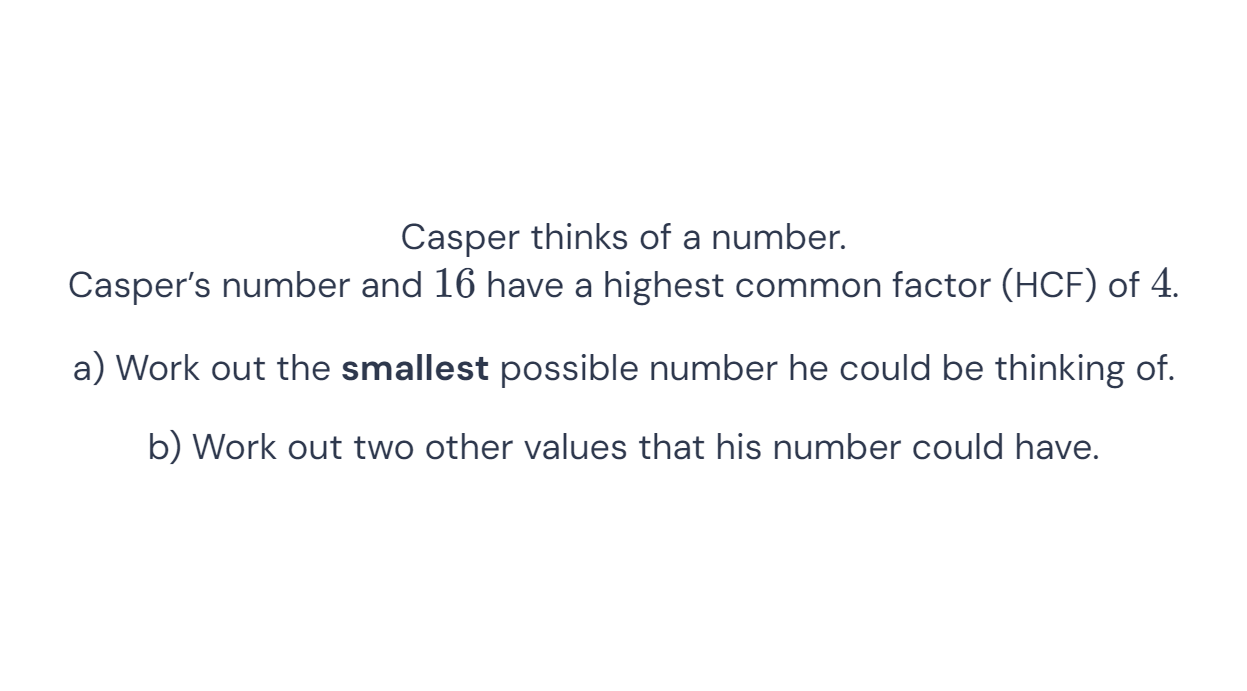 Casper thinks of a number.
Casper’s number and 16 have a highest common factor (HCF) of 4.
a) Work out the smallest possible number he could be thinking of.
b) Work out two other values that his number could have.